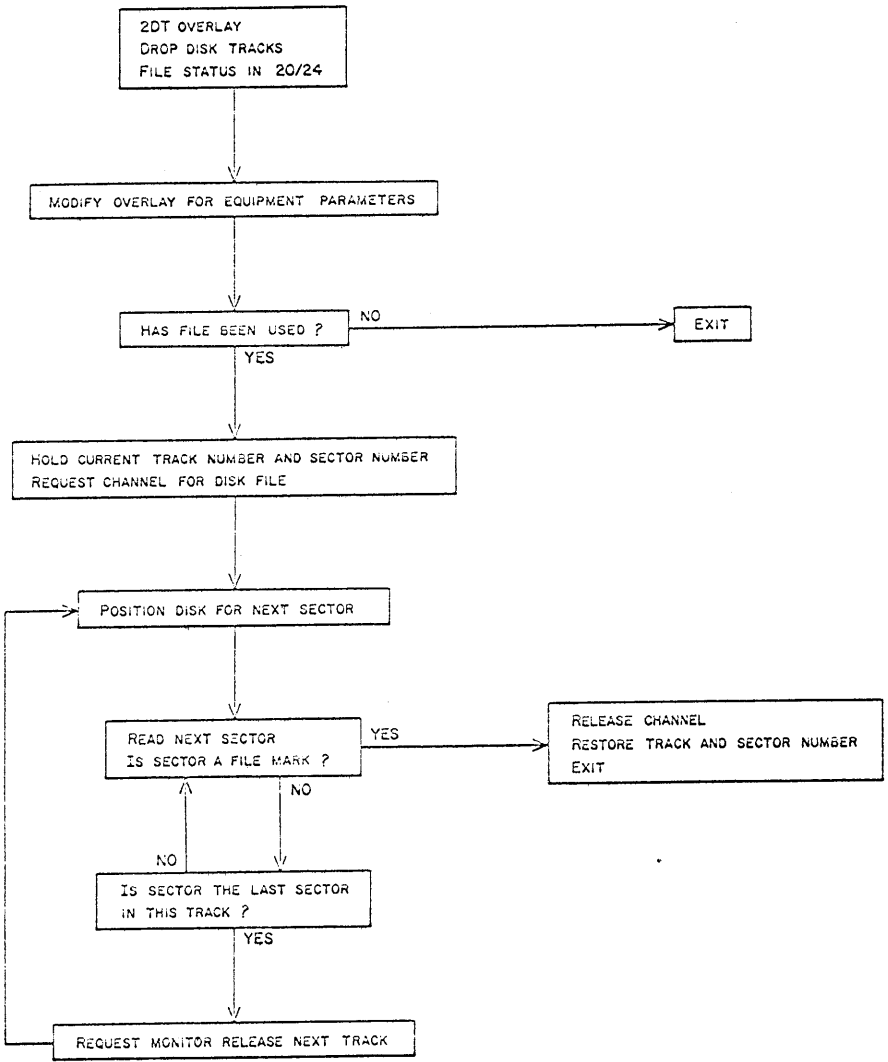 2DT OVERLAY
DROP DISK TRACKS
FILE STATUS IN 20/24
MODIFY OVERLAY FOR EQUIPMENT PARAMETERS
HAS FILE BEEN USED ?
NO
EXIT
YES
HOLD CURRENT TRACK NUMBER AND SECTOR NUMBER
REQUEST CHANNEL FOR DISK FILE
POSITION DISK FOR NEXT SECTOR
READ NEXT SECTOR
IS SECTOR A FILE MARK ?
YES
RELEASE CHANNEL
RESTORE TRACK AND SECTOR NUMBER
EXIT
NO
NO
IS SECTOR THE LAST SECTOR
IN THIS TRACK ?
YES
REQUEST MONITOR RELEASE NEXT TRACK